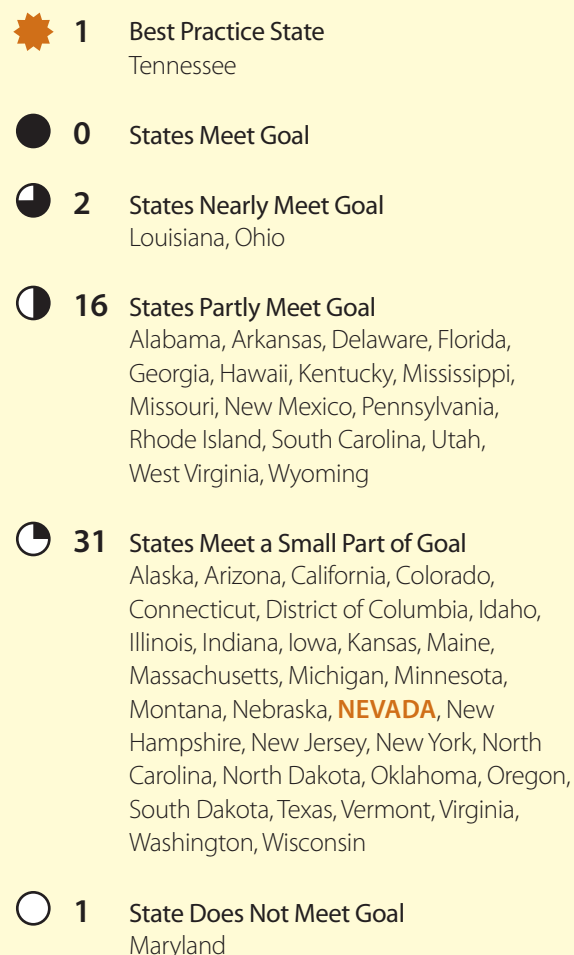 1 Best Practice State
Tennessee
0 States Meet Goal
2 States Nearly Meet Goal
Louisiana, Ohio
16 States Partly Meet Goal
Alabama, Arkansas, Delaware, Florida,
Georgia, Hawaii, Kentucky, Mississippi,
Missouri, New Mexico, Pennsylvania,
Rhode Island, South Carolina, Utah,
West Virginia, Wyoming
31 States Meet a Small Part of Goal
Alaska, Arizona, California, Colorado,
Connecticut, District of Columbia, Idaho,
Illinois, Indiana, Iowa, Kansas, Maine,
Massachusetts, Michigan, Minnesota,
Montana, Nebraska, NEVADA, New
Hampshire, New Jersey, New York, North
Carolina, North Dakota, Oklahoma, Oregon,
South Dakota, Texas, Vermont, Virginia,
Washington, Wisconsin
1 State Does Not Meet Goal
Maryland